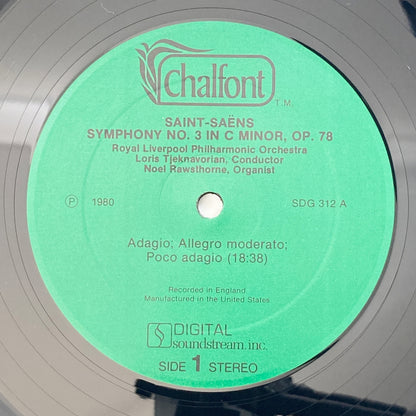 chalfont
T.M.
SAINT-SAËNS
SYMPHONY NO. 3 IN C MINOR, OP. 78
Royal Liverpool Philharmonic Orchestra
Loris Tjeknavorian, Conductor
Noel Rawsthorne, Organist
℗ 1980 SDG 312 A
Adagio; Allegro moderato;
Poco adagio (18:38)
Recorded in England
Manufactured in the United States
DIGITAL
soundstream, inc.
SIDE 1 STEREO